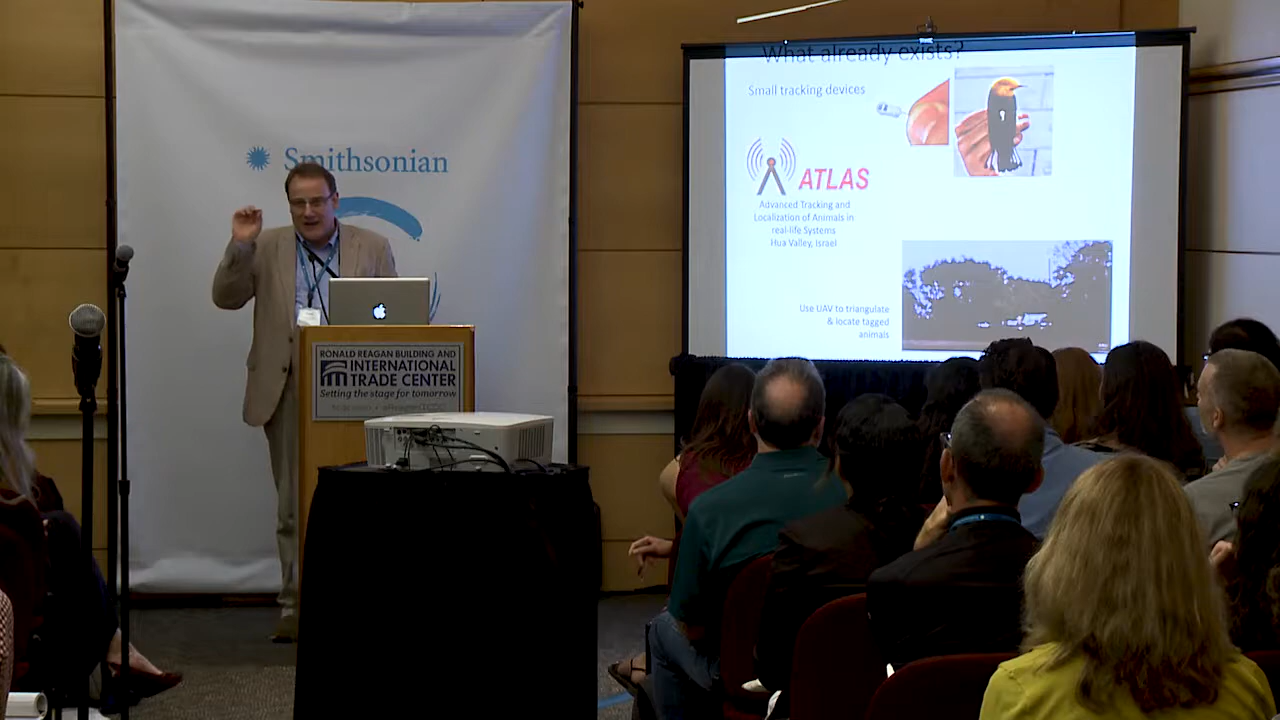 What already exists?
Small tracking devices
ATLAS
Advanced Tracking and
Localization of Animals in
real-life Systems
Hua Valley, Israel
Use UAV to triangulate
& locate tagged
animals
Smithsonian
RONALD REAGAN BUILDING AND
INTERNATIONAL
TRADE CENTER
Setting the stage for tomorrow